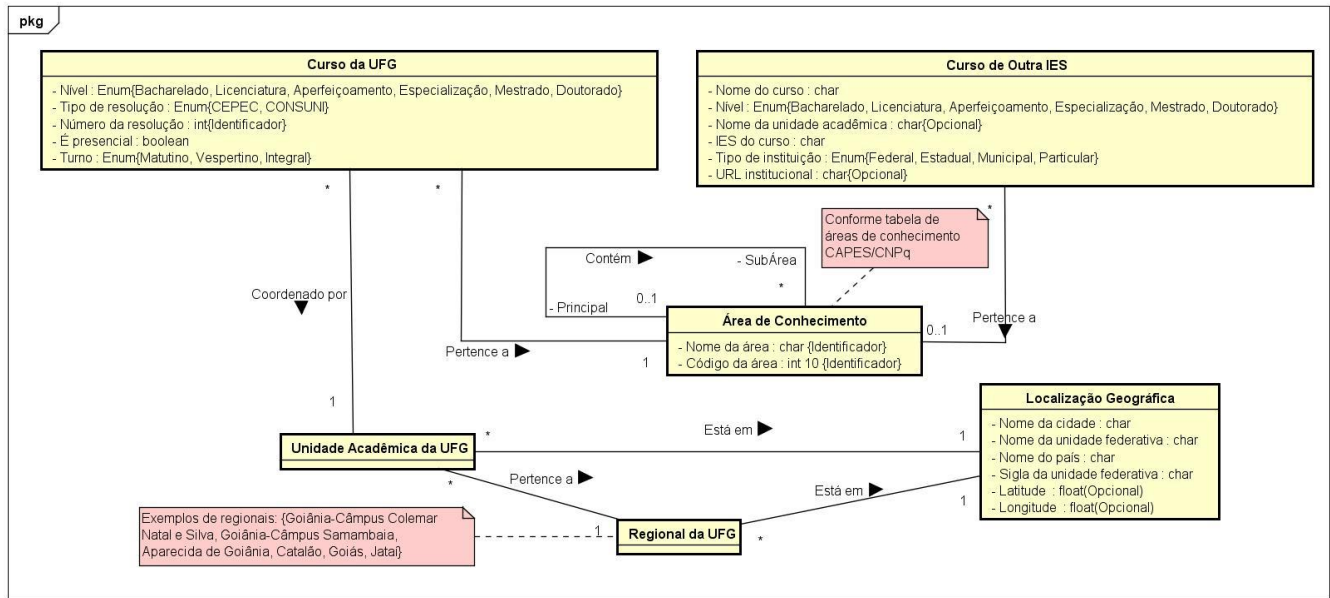 pkg
Curso da UFG
- Nível : Enum{Bacharelado, Licenciatura, Aperfeiçoamento, Especialização, Mestrado, Doutorado}
- Tipo de resolução : Enum{CEPEC, CONSUNI}
- Número da resolução : int{Identificador}
- É presencial : boolean
- Turno : Enum{Matutino, Vespertino, Integral}
Curso de Outra IES
- Nome do curso : char
- Nível : Enum{Bacharelado, Licenciatura, Aperfeiçoamento, Especialização, Mestrado, Doutorado}
- Nome da unidade acadêmica : char{Opcional}
- IES do curso : char
- Tipo de instituição : Enum{Federal, Estadual, Municipal, Particular}
- URL institucional : char{Opcional}
*
*
*
Conforme tabela de
áreas de conhecimento
CAPES/CNPq
Contém
- SubÁrea
*
0..1
- Principal
Coordenado por
Área de Conhecimento
- Nome da área : char {Identificador}
- Código da área : int 10 {Identificador}
Pertence a
0..1
Pertence a
1
1
Localização Geográfica
- Nome da cidade : char
- Nome da unidade federativa : char
- Nome do país : char
- Sigla da unidade federativa : char
- Latitude : float(Opcional)
- Longitude : float(Opcional)
Unidade Acadêmica da UFG
*
Está em
1
*
Pertence a
Está em
1
Exemplos de regionais: {Goiânia-Câmpus Colemar
Natal e Silva, Goiânia-Câmpus Samambaia,
Aparecida de Goiânia, Catalão, Goiás, Jataí}
1
Regional da UFG
*